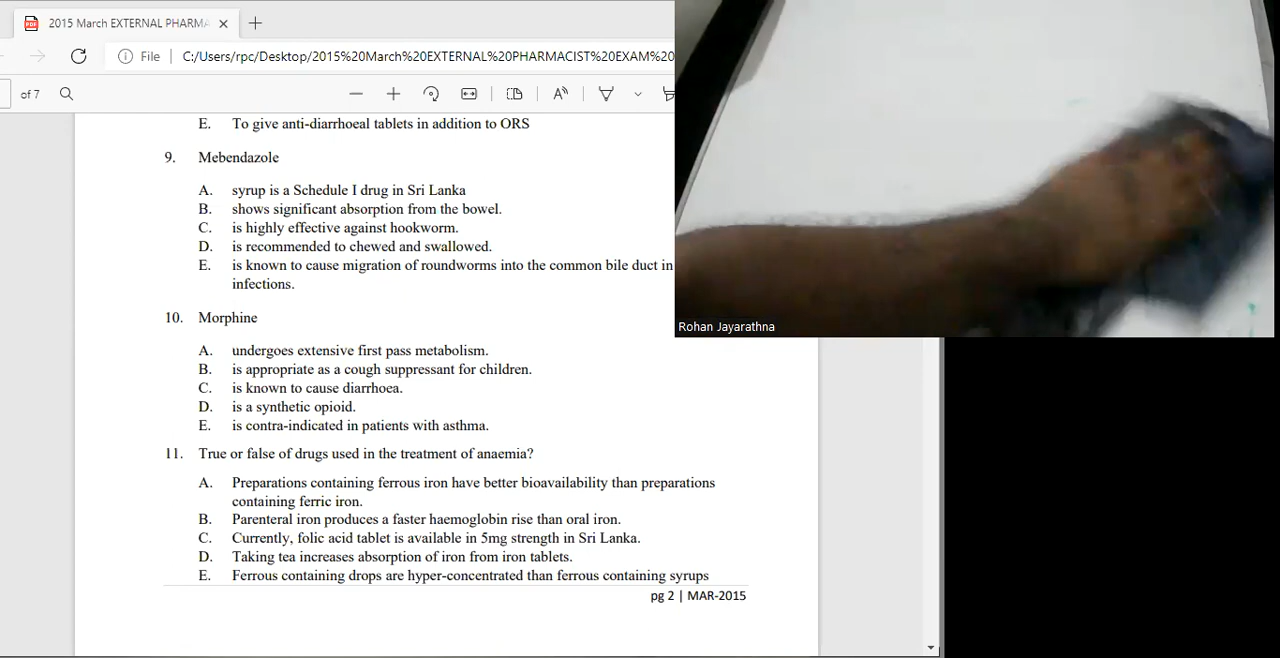 2015 March EXTERNAL PHARMA
File
C:/Users/rpc/Desktop/2015%20March%20EXTERNAL%20PHARMACIST%20EXAM%20
of 7
E. To give anti-diarrhoeal tablets in addition to ORS
9. Mebendazole
A. syrup is a Schedule I drug in Sri Lanka
B. shows significant absorption from the bowel.
C. is highly effective against hookworm.
D. is recommended to chewed and swallowed.
E. is known to cause migration of roundworms into the common bile duct in
infections.
10. Morphine
A. undergoes extensive first pass metabolism.
B. is appropriate as a cough suppressant for children.
C. is known to cause diarrhoea.
D. is a synthetic opioid.
E. is contra-indicated in patients with asthma.
11. True or false of drugs used in the treatment of anaemia?
A. Preparations containing ferrous iron have better bioavailability than preparations
containing ferric iron.
B. Parenteral iron produces a faster haemoglobin rise than oral iron.
C. Currently, folic acid tablet is available in 5mg strength in Sri Lanka.
D. Taking tea increases absorption of iron from iron tablets.
E. Ferrous containing drops are hyper-concentrated than ferrous containing syrups
pg 2 | MAR-2015
Rohan Jayarathna